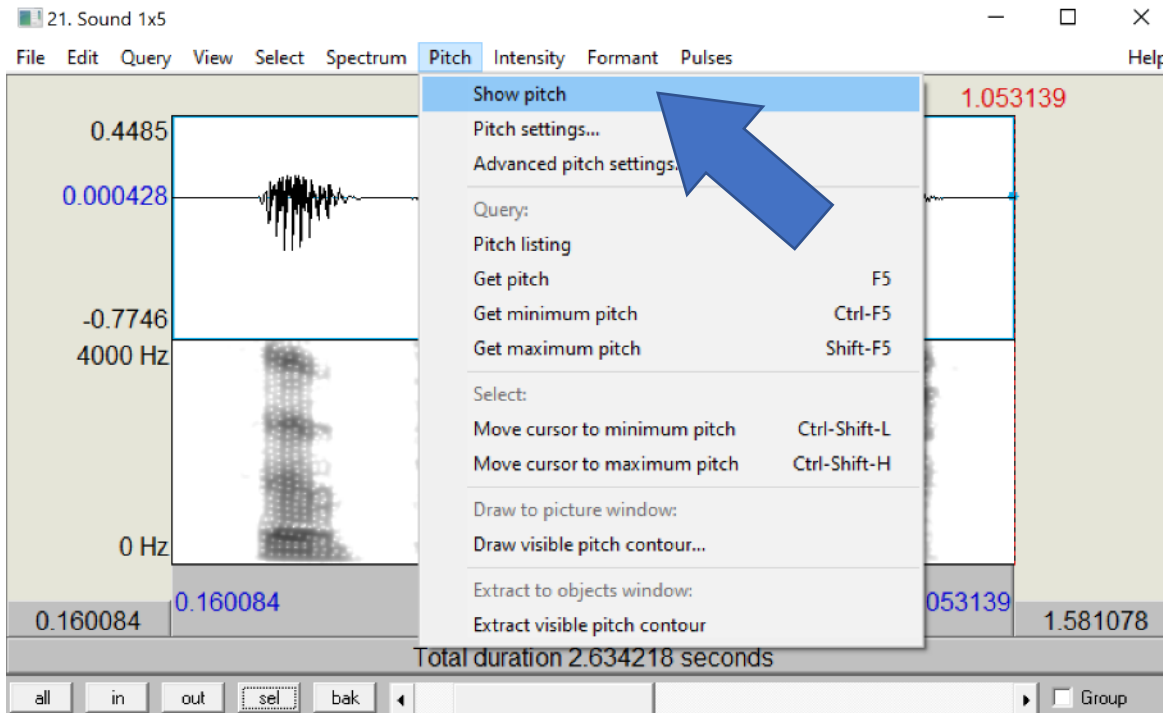 21. Sound 1x5
File Edit Query View Select Spectrum Pitch Intensity Formant Pulses Help
Show pitch
Pitch settings...
Advanced pitch settings.
Query:
Pitch listing
Get pitch F5
Get minimum pitch Ctrl-F5
Get maximum pitch Shift-F5
Select:
Move cursor to minimum pitch Ctrl-Shift-L
Move cursor to maximum pitch Ctrl-Shift-H
Draw to picture window:
Draw visible pitch contour...
Extract to objects window:
Extract visible pitch contour
1.053139
0.4485
0.000428
-0.7746
4000 Hz
0 Hz
0.160084
053139
0.160084
1.581078
Total duration 2.634218 seconds
all in out sel bak Group